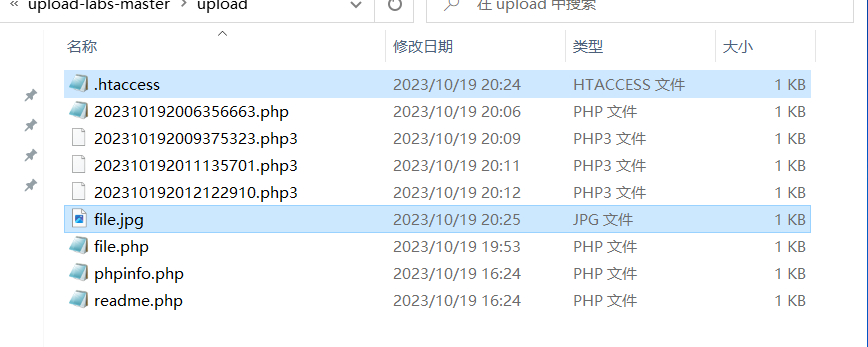 « upload-labs-master › upload
在 upload 中搜索
名称 修改日期 类型 大小
.htaccess 2023/10/19 20:24 HTACCESS 文件 1 KB
202310192006356663.php 2023/10/19 20:06 PHP 文件 1 KB
202310192009375323.php3 2023/10/19 20:09 PHP3 文件 1 KB
202310192011135701.php3 2023/10/19 20:11 PHP3 文件 1 KB
202310192012122910.php3 2023/10/19 20:12 PHP3 文件 1 KB
file.jpg 2023/10/19 20:25 JPG 文件 1 KB
file.php 2023/10/19 19:53 PHP 文件 1 KB
phpinfo.php 2023/10/19 16:24 PHP 文件 1 KB
readme.php 2023/10/19 16:24 PHP 文件 1 KB